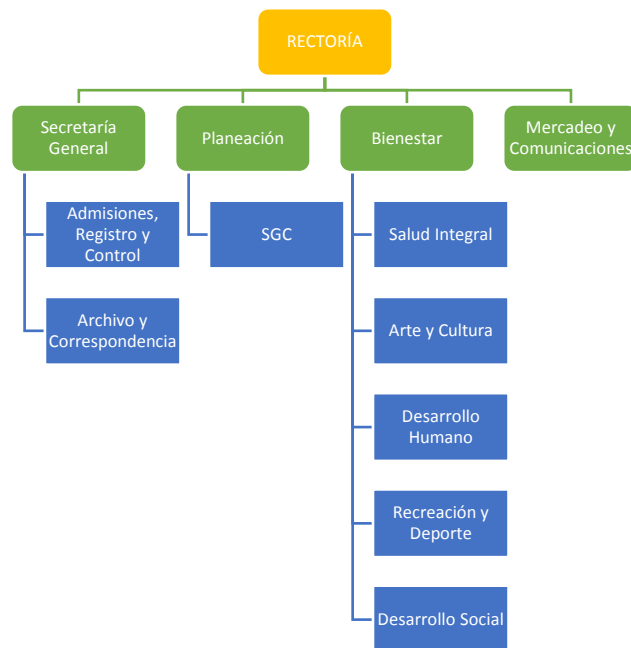 RECTORÍA
Secretaría
General
Planeación
Bienestar
Mercadeo y
Comunicaciones
Admisiones,
Registro y
Control
SGC
Salud Integral
Archivo y
Correspondencia
Arte y Cultura
Desarrollo
Humano
Recreación y
Deporte
Desarrollo Social